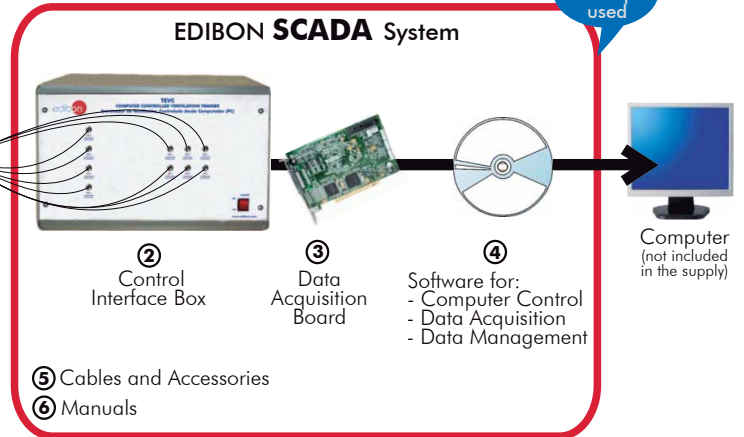 used
EDIBON SCADA System
edibon
TEVC
COMPUTER CONTROLLED VENTILATION TRAINER
② Control Interface Box
③ Data Acquisition Board
④ Software for:
- Computer Control
- Data Acquisition
- Data Management
Computer
(not included
in the supply)
⑤ Cables and Accessories
⑥ Manuals